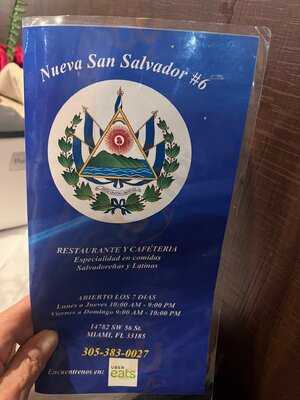 Nueva San Salvador #6
RESTAURANTE Y CAFETERIA
Especialidad en comidas
Salvadoreñas y Latinas
ABIERTO LOS 7 DIAS
Lunes a Jueves 10:00 AM - 9:00 PM
Viernes a Domingo 9:00 AM - 10:00 PM
14782 SW 56 St.
MIAMI, FL 33185
305-383-0027
Encuentrenos en:
UBER
eats